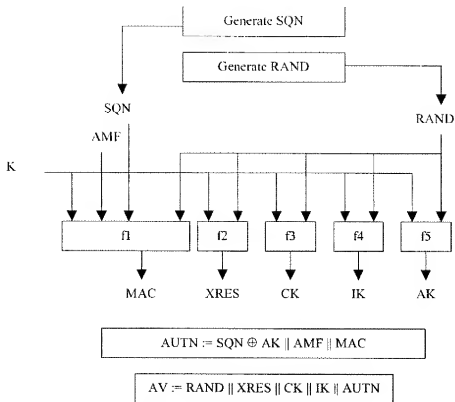 Generate SQN
Generate RAND
SQN
RAND
AMF
K
f1 f2 f3 f4 f5
MAC XRES CK IK AK
AUTN := SQN ⊕ AK || AMF || MAC
AV := RAND || XRES || CK || IK || AUTN